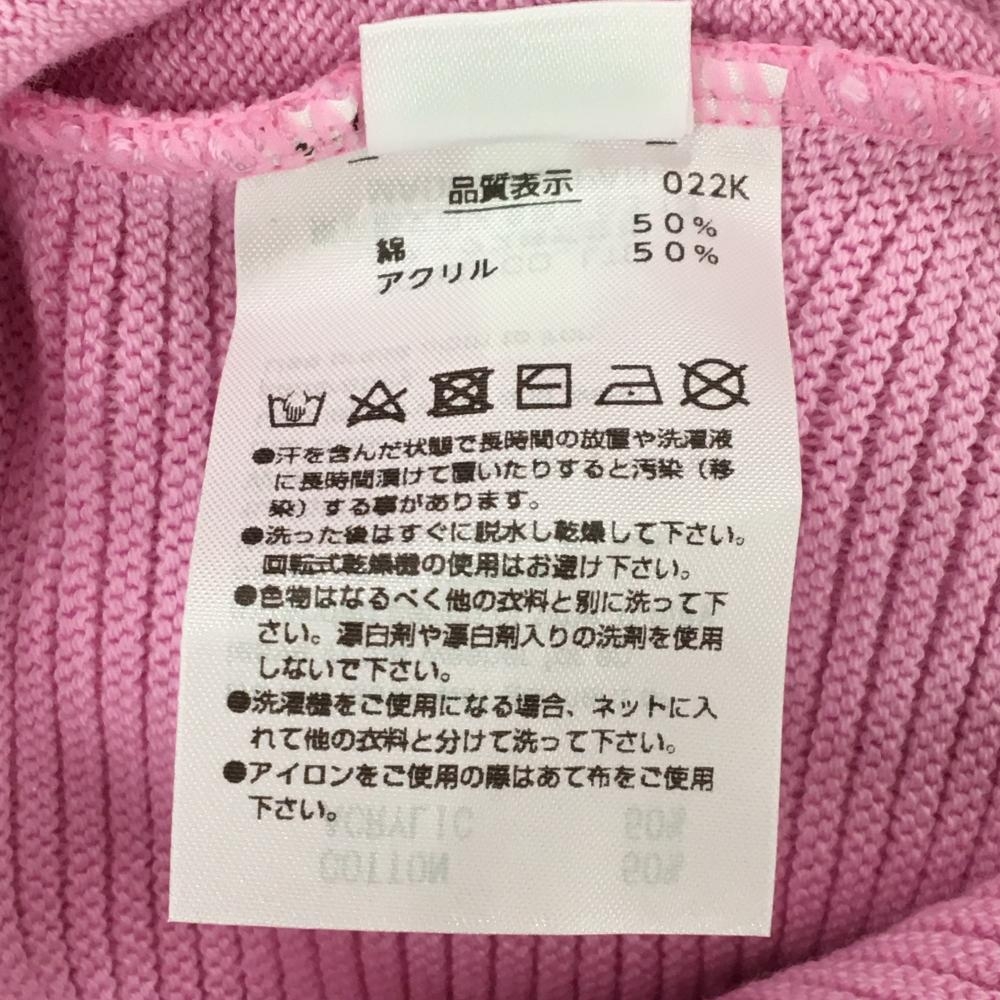 品質表示 022K
綿 50%
アクリル 50%
●汗を含んだ状態で長時間の放置や洗濯液
に長時間漬けて置いたりすると汚染（移
染）する事があります。
●洗った後はすぐに脱水し乾燥して下さい。
回転式乾燥機の使用はお避け下さい。
●色物はなるべく他の衣料と別に洗って下
さい。漂白剤や漂白剤入りの洗剤を使用
しないで下さい。
●洗濯機をご使用になる場合、ネットに入
れて他の衣料と分けて洗って下さい。
●アイロンをご使用の際はあて布をご使用
下さい。
ACRYLIC 50%
COTTON 50%